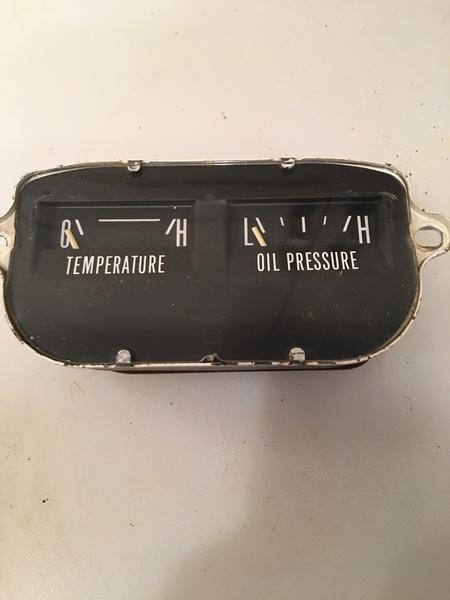 C H
TEMPERATURE
L H
OIL PRESSURE